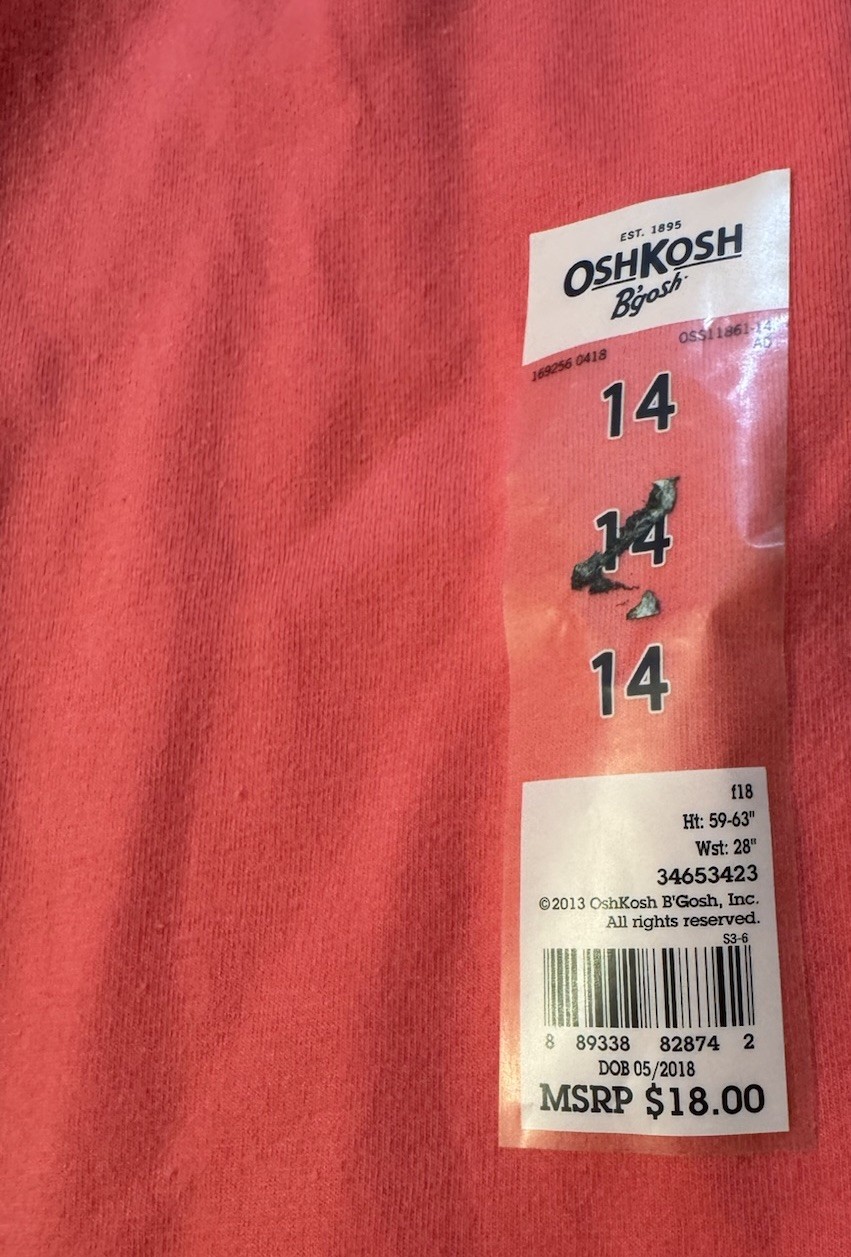 EST. 1895
OSHKOSH
B'gosh
169256 0418
OSS11861-14
AD
14
14
14
f18
Ht: 59-63"
Wst: 28"
34653423
©2013 OshKosh B'Gosh, Inc.
All rights reserved.
S3-6
8 89338 82874 2
DOB 05/2018
MSRP $18.00